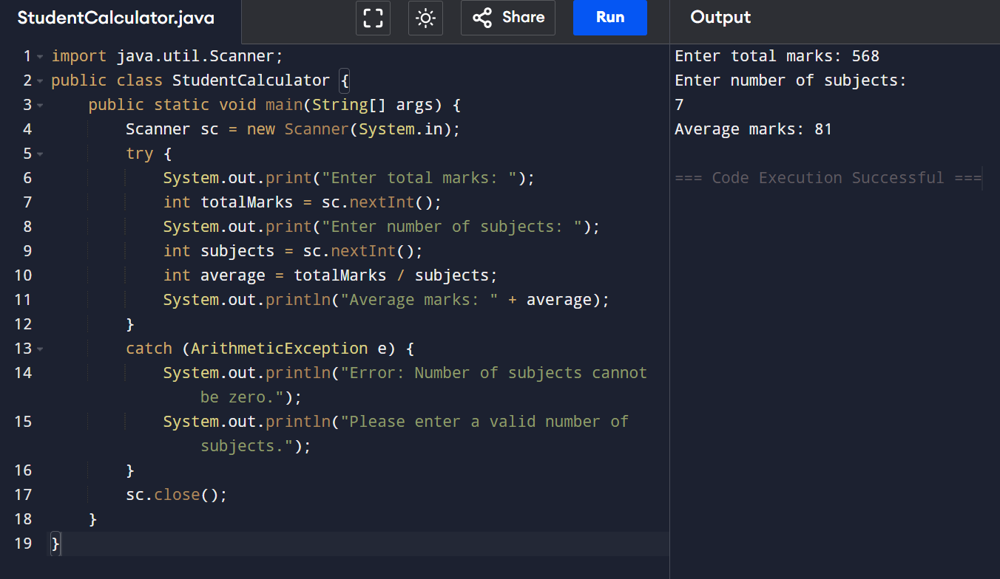 StudentCalculator.java
Share
Run
Output
1 import java.util.Scanner;
2 public class StudentCalculator {
3     public static void main(String[] args) {
4         Scanner sc = new Scanner(System.in);
5         try {
6             System.out.print("Enter total marks: ");
7             int totalMarks = sc.nextInt();
8             System.out.print("Enter number of subjects: ");
9             int subjects = sc.nextInt();
10             int average = totalMarks / subjects;
11             System.out.println("Average marks: " + average);
12         }
13         catch (ArithmeticException e) {
14             System.out.println("Error: Number of subjects cannot
be zero.");
15             System.out.println("Please enter a valid number of
subjects.");
16         }
17         sc.close();
18     }
19 }
Enter total marks: 568
Enter number of subjects:
7
Average marks: 81
=== Code Execution Successful ===